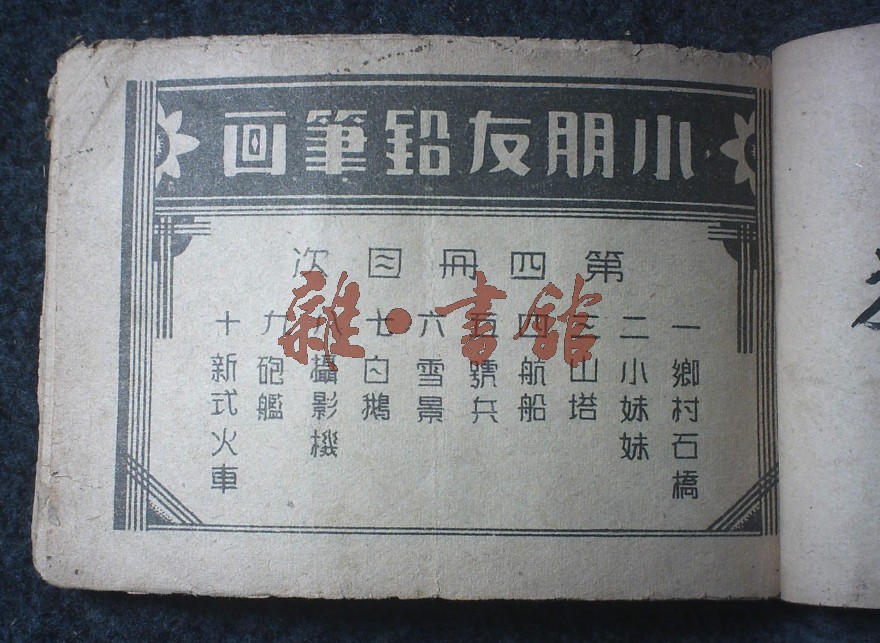 小朋友鉛筆画
第四冊目次
一 鄉村石橋
二 小妹妹
三 山塔
四 航船
五 號兵
六 雪景
七 白鵝
八 攝影機
九 砲艦
十 新式火車
雜·書館